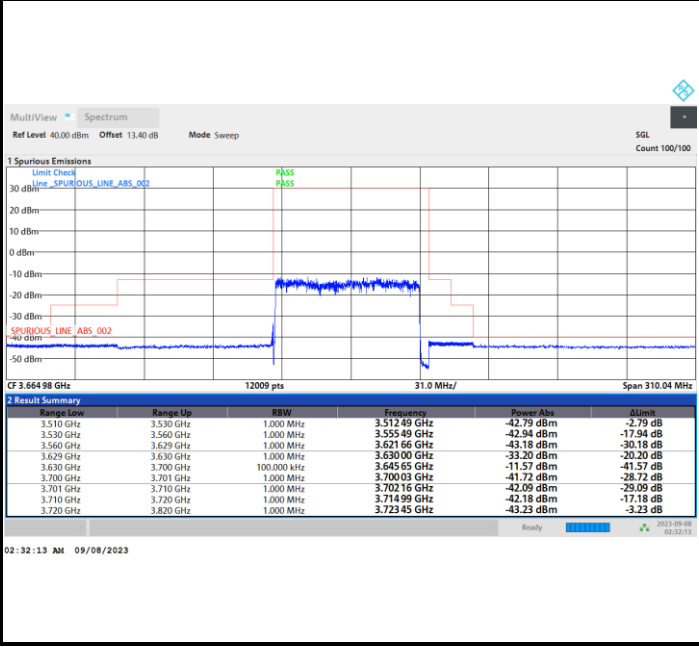 MultiView Spectrum
Ref Level 40.00 dBm Offset 13.40 dB Mode Sweep SGL
Count 100/100
1 Spurious Emissions
Limit Check PASS
Line _SPURIOUS_LINE_ABS_002 PASS
30 dBm
20 dBm
10 dBm
0 dBm
-10 dBm
-20 dBm
-30 dBm
_SPURIOUS_LINE_ABS_002
-40 dBm
-50 dBm
CF 3.664 98 GHz 12009 pts 31.0 MHz/ Span 310.04 MHz
2 Result Summary
Range Low Range Up RBW Frequency Power Abs ΔLimit
3.510 GHz 3.530 GHz 1.000 MHz 3.512 49 GHz -42.79 dBm -2.79 dB
3.530 GHz 3.560 GHz 1.000 MHz 3.555 49 GHz -42.94 dBm -17.94 dB
3.560 GHz 3.629 GHz 1.000 MHz 3.621 66 GHz -43.18 dBm -30.18 dB
3.629 GHz 3.630 GHz 1.000 MHz 3.630 00 GHz -33.20 dBm -20.20 dB
3.630 GHz 3.700 GHz 100.000 kHz 3.645 65 GHz -11.57 dBm -41.57 dB
3.700 GHz 3.701 GHz 1.000 MHz 3.700 03 GHz -41.72 dBm -28.72 dB
3.701 GHz 3.710 GHz 1.000 MHz 3.702 16 GHz -42.09 dBm -29.09 dB
3.710 GHz 3.720 GHz 1.000 MHz 3.714 99 GHz -42.18 dBm -17.18 dB
3.720 GHz 3.820 GHz 1.000 MHz 3.723 45 GHz -43.23 dBm -3.23 dB
Ready 2023-09-08
02:32:13
02:32:13 AM 09/08/2023